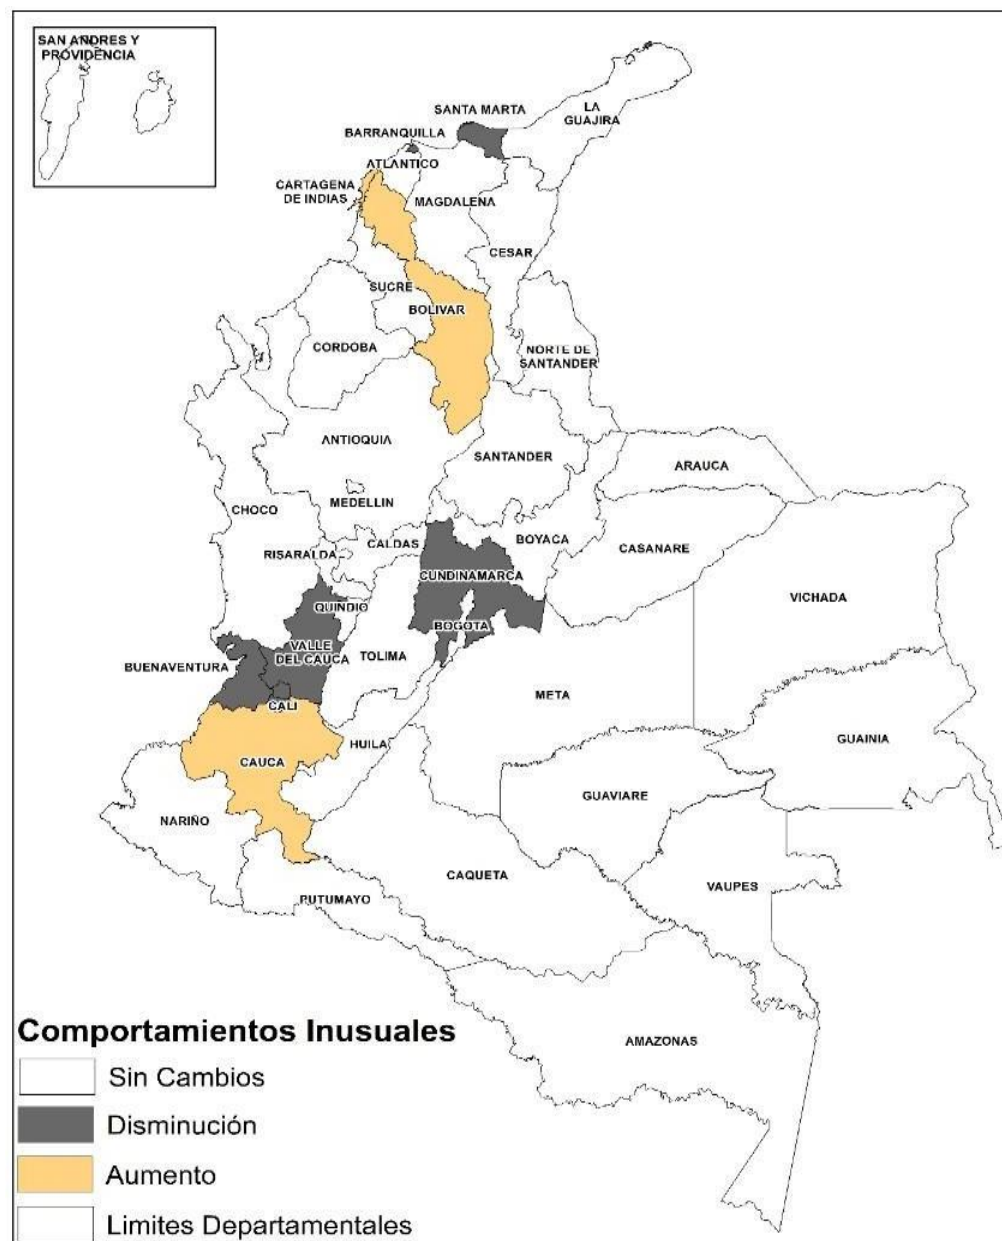 SAN ANDRES Y
PROVIDENCIA
SANTA MARTA
LA
GUAJIRA
BARRANQUILLA
ATLANTICO
CARTAGENA
DE INDIAS
MAGDALENA
CESAR
SUCRE
BOLIVAR
CORDOBA
NORTE DE
SANTANDER
ANTIOQUIA
SANTANDER
ARAUCA
MEDELLIN
CHOCO
BOYACA
CALDAS
CASANARE
RISARALDA
CUNDINAMARCA
VICHADA
QUINDIO
BOGOTA
VALLE
DEL CAUCA
TOLIMA
BUENAVENTURA
META
CALI
HUILA
GUAINIA
CAUCA
GUAVIARE
NARIÑO
CAQUETA
VAUPES
PUTUMAYO
AMAZONAS
Comportamientos Inusuales
Sin Cambios
Disminución
Aumento
Limites Departamentales